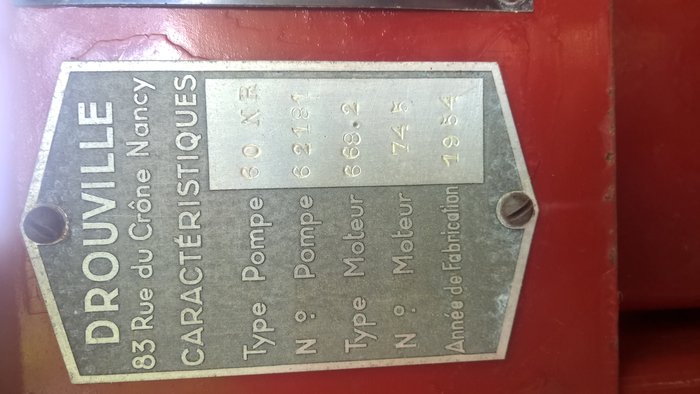 DROUVILLE
83 Rue du Crône Nancy
CARACTÉRISTIQUES
Type Pompe 60 NR
N° Pompe 62181
Type Moteur 668.2
N° Moteur 745
Année de Fabrication 1954